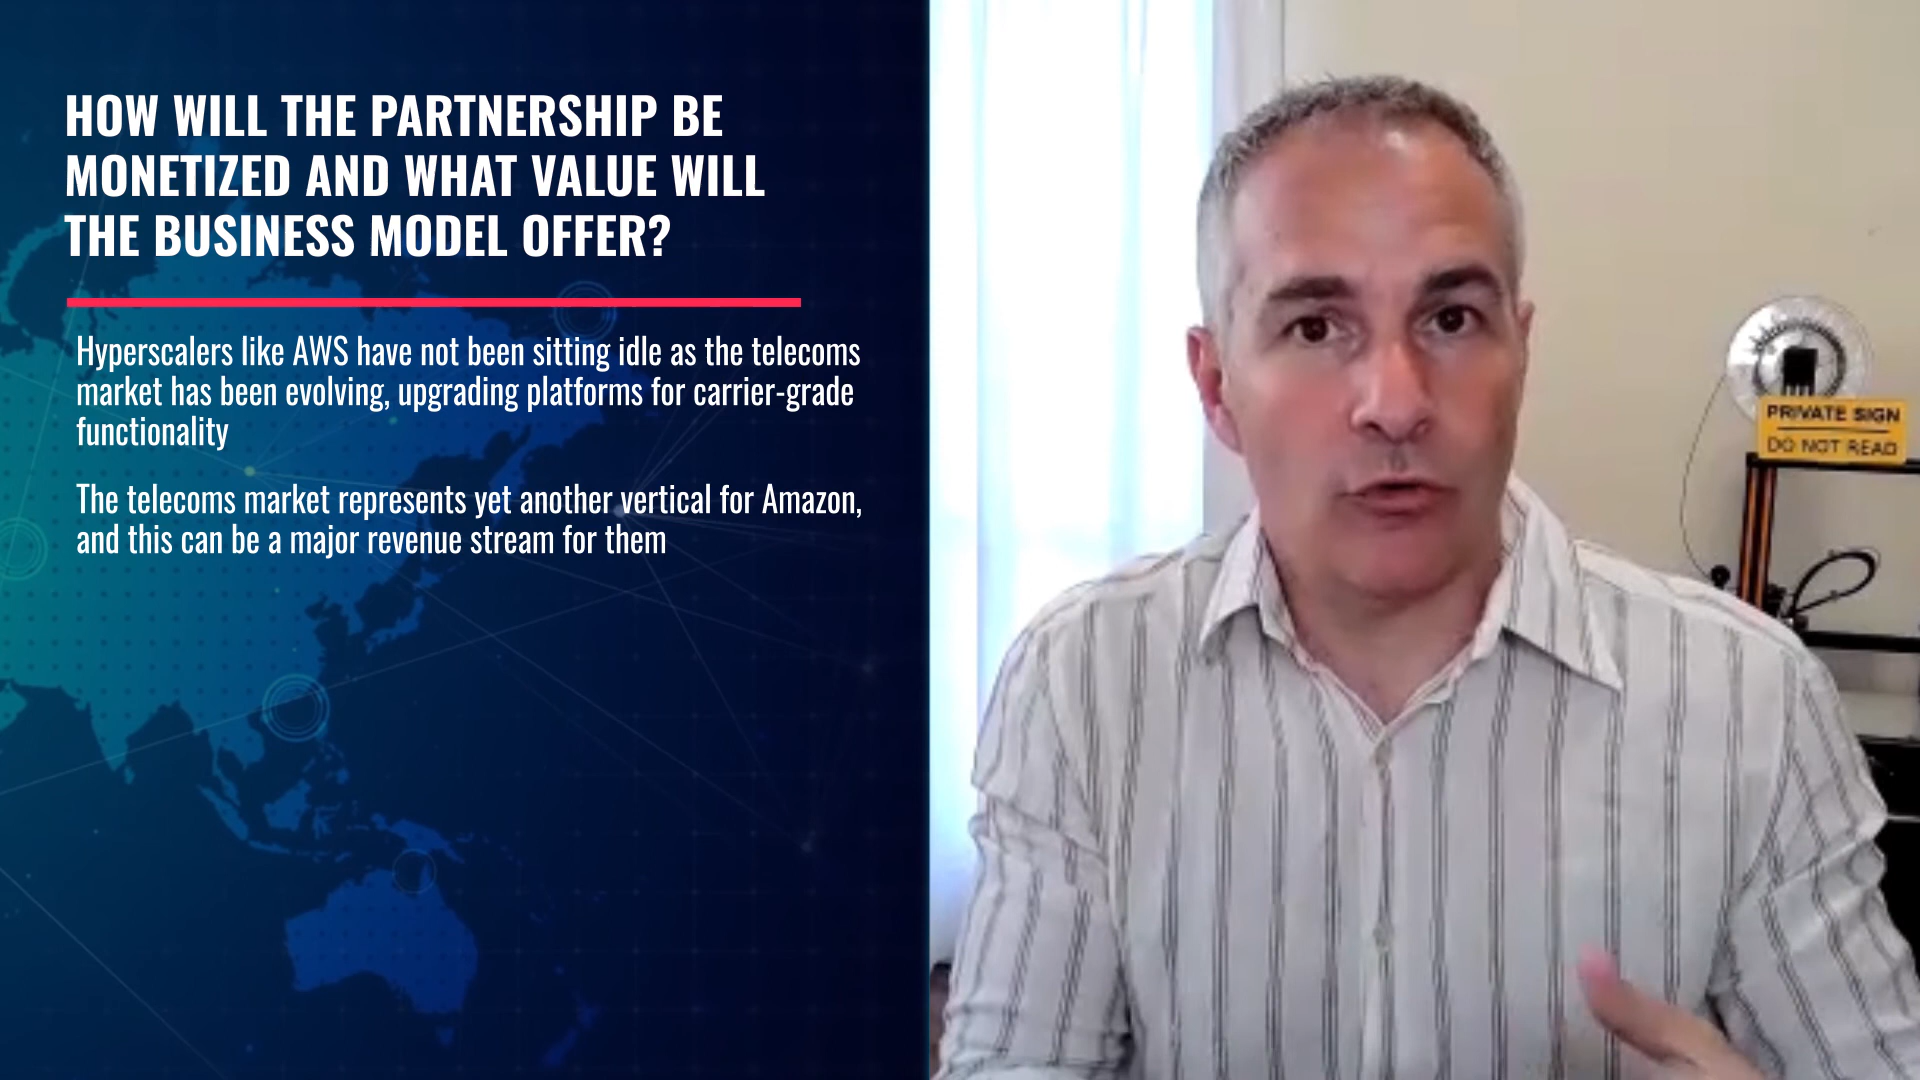 HOW WILL THE PARTNERSHIP BE
MONETIZED AND WHAT VALUE WILL
THE BUSINESS MODEL OFFER?
Hyperscalers like AWS have not been sitting idle as the telecoms
market has been evolving, upgrading platforms for carrier-grade
functionality
The telecoms market represents yet another vertical for Amazon,
and this can be a major revenue stream for them
PRIVATE SIGN
DO NOT READ